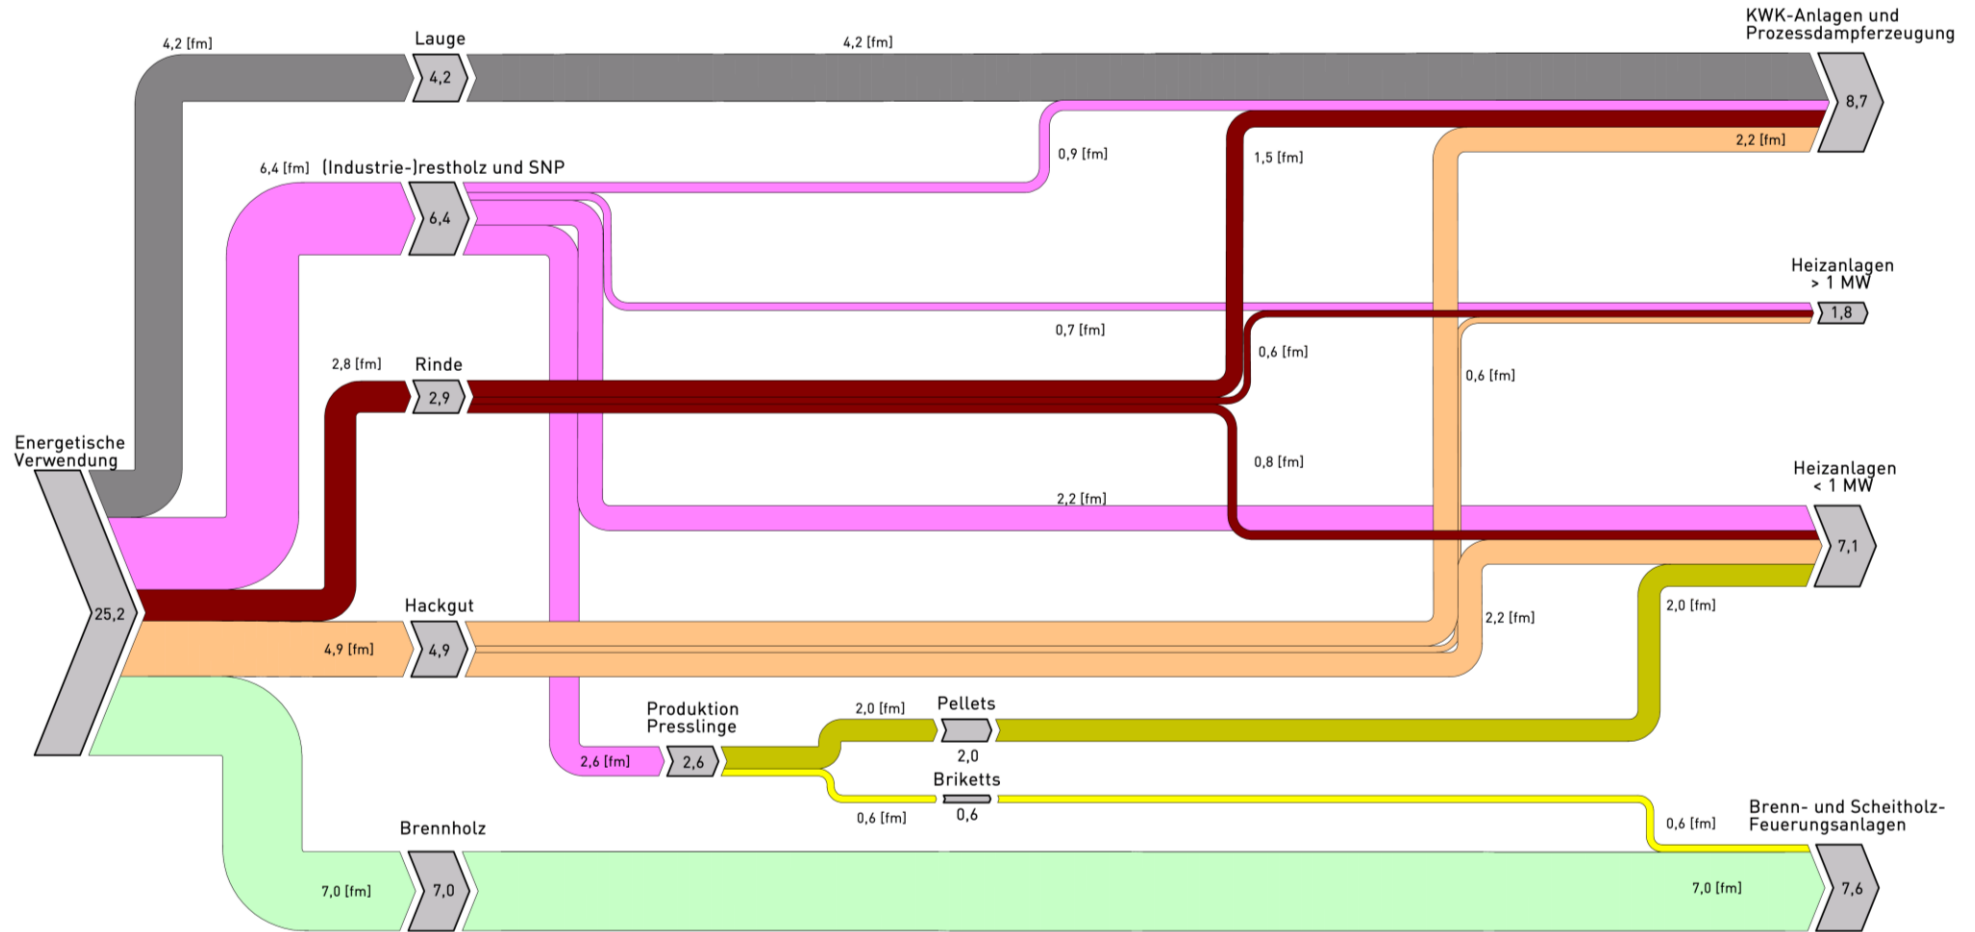 KWK-Anlagen und
Prozessdampferzeugung
4,2 [fm]
Lauge
4,2 [fm]
4,2
8,7
2,2 [fm]
0,9 [fm]
1,5 [fm]
6,4 [fm]
(Industrie-)restholz und SNP
6,4
Heizanlagen
> 1 MW
1,8
0,7 [fm]
0,6 [fm]
0,6 [fm]
2,8 [fm]
Rinde
2,9
Energetische
Verwendung
25,2
0,8 [fm]
Heizanlagen
< 1 MW
7,1
2,2 [fm]
Hackgut
4,9 [fm]
4,9
2,2 [fm]
2,0 [fm]
Produktion
Presslinge
2,6 [fm]
2,6
2,0 [fm]
Pellets
2,0
Briketts
0,6 [fm]
0,6
0,6 [fm]
Brenn- und Scheitholz-
Feuerungsanlagen
Brennholz
7,0 [fm]
7,0
7,0 [fm]
7,6